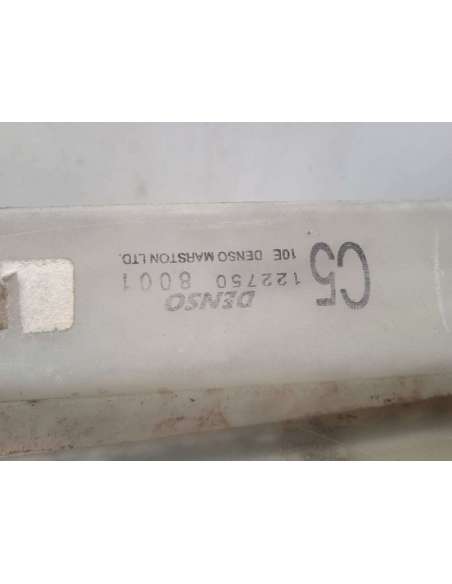 DENSO
122750 8001
10E DENSO MARSTON LTD.
C5